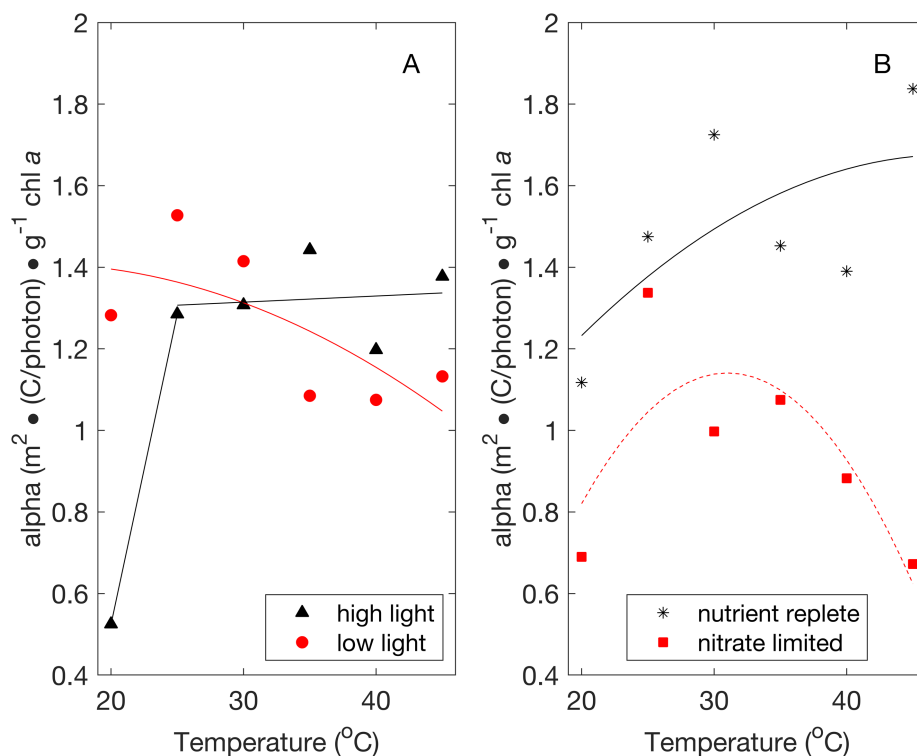 A
2
1.8
1.6
1.4
1.2
1
0.8
0.6
0.4
alpha (m² • (C/photon) • g⁻¹ chl a
20
30
40
Temperature (°C)
high light
low light
B
2
1.8
1.6
1.4
1.2
1
0.8
0.6
0.4
alpha (m² • (C/photon) • g⁻¹ chl a
20
30
40
Temperature (°C)
nutrient replete
nitrate limited